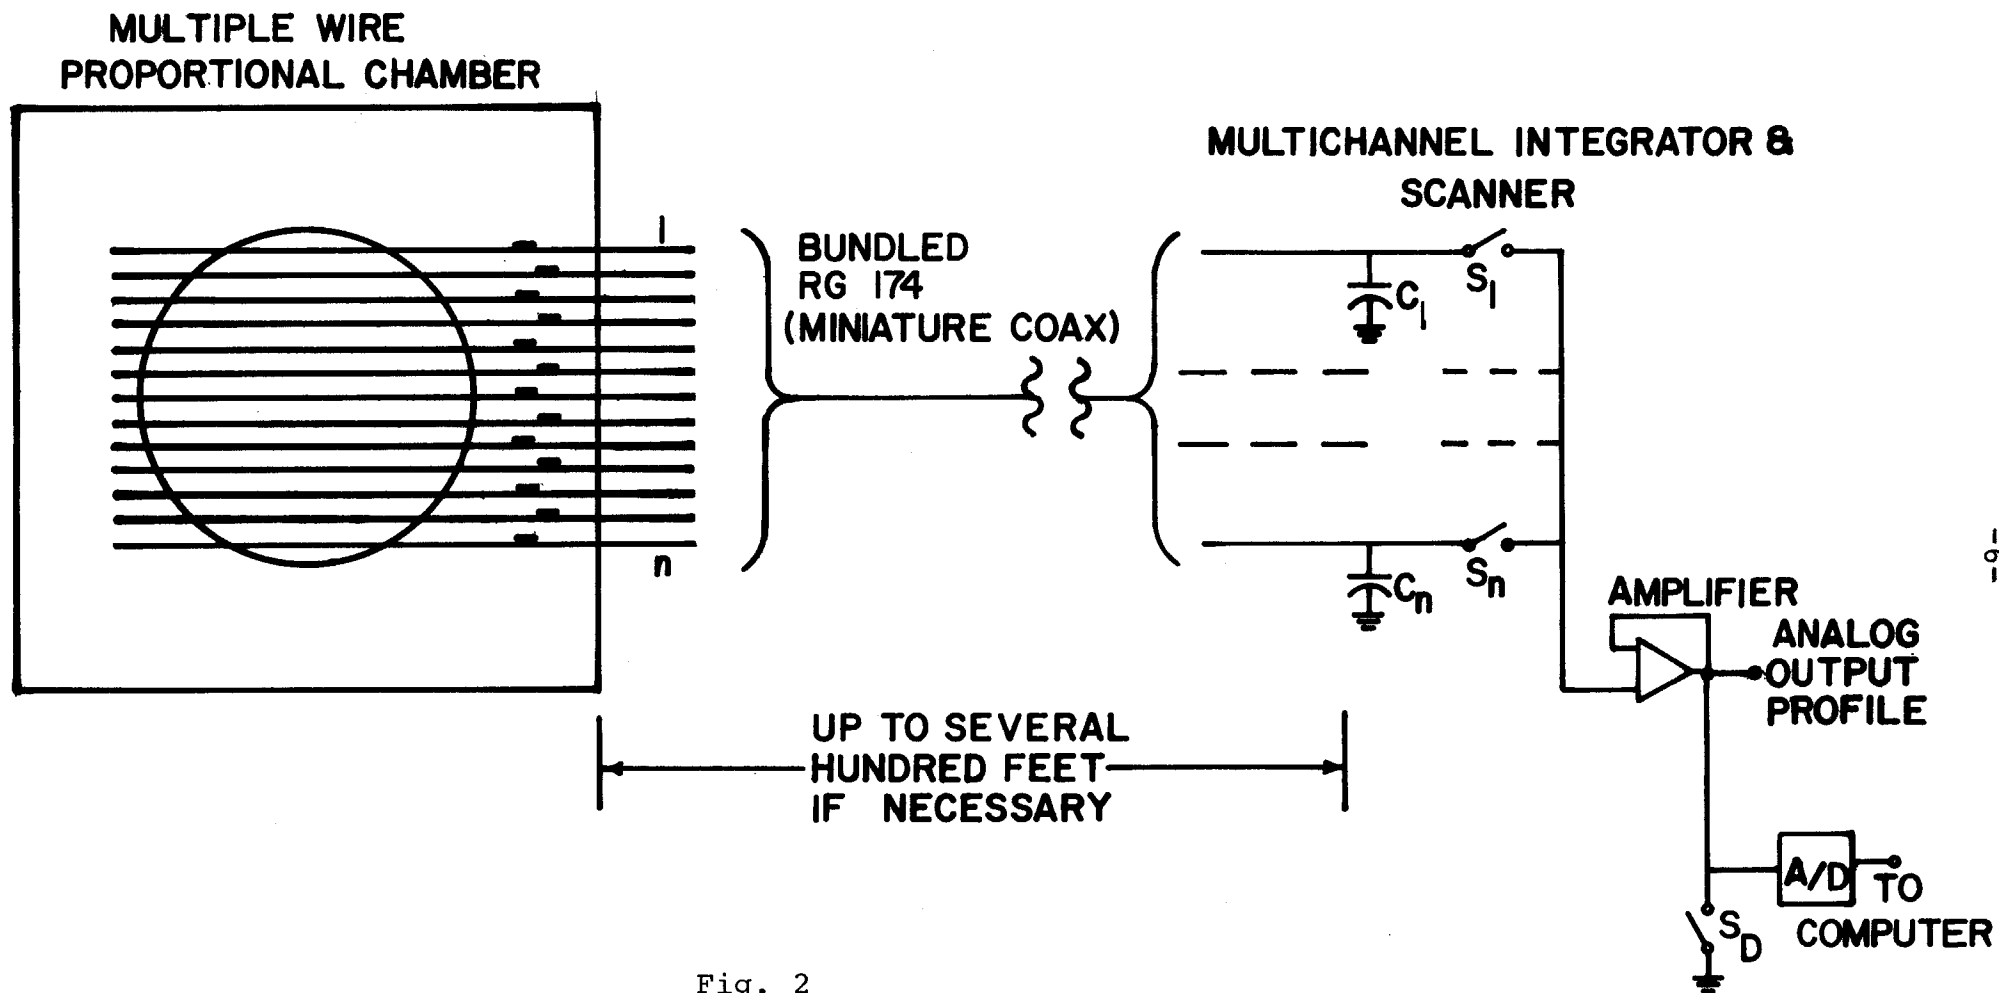 MULTIPLE WIRE
PROPORTIONAL CHAMBER
1
n
BUNDLED
RG 174
(MINIATURE COAX)
MULTICHANNEL INTEGRATOR &
SCANNER
C1
S1
Cn
Sn
AMPLIFIER
ANALOG
OUTPUT
PROFILE
UP TO SEVERAL
HUNDRED FEET
IF NECESSARY
A/D
TO
COMPUTER
SD
Fig. 2
-9-